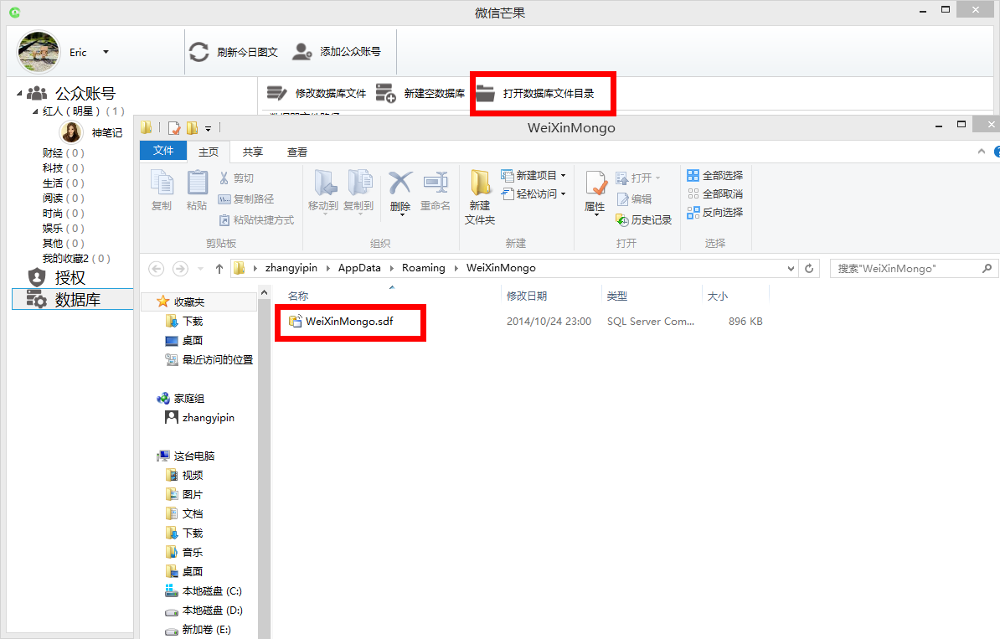 微信芒果
Eric
刷新今日图文
添加公众账号
公众账号
红人（明星）( 1 )
神笔记
财经 ( 0 )
科技 ( 0 )
生活 ( 0 )
阅读 ( 0 )
时尚 ( 0 )
娱乐 ( 0 )
其他 ( 0 )
我的收藏2 ( 0 )
授权
数据库
修改数据库文件
新建空数据库
打开数据库文件目录
WeiXinMongo
文件
主页
共享
查看
复制
粘贴
剪切
复制路径
粘贴快捷方式
剪贴板
移动到
复制到
删除
重命名
组织
新建
文件夹
新建项目
轻松访问
新建
属性
打开
编辑
历史记录
打开
全部选择
全部取消
反向选择
选择
zhangyipin
AppData
Roaming
WeiXinMongo
搜索"WeiXinMongo"
收藏夹
下载
桌面
最近访问的位置
家庭组
zhangyipin
这台电脑
视频
图片
文档
下载
音乐
桌面
本地磁盘 (C:)
本地磁盘 (D:)
新加卷 (E:)
名称
修改日期
类型
大小
WeiXinMongo.sdf
2014/10/24 23:00
SQL Server Com...
896 KB